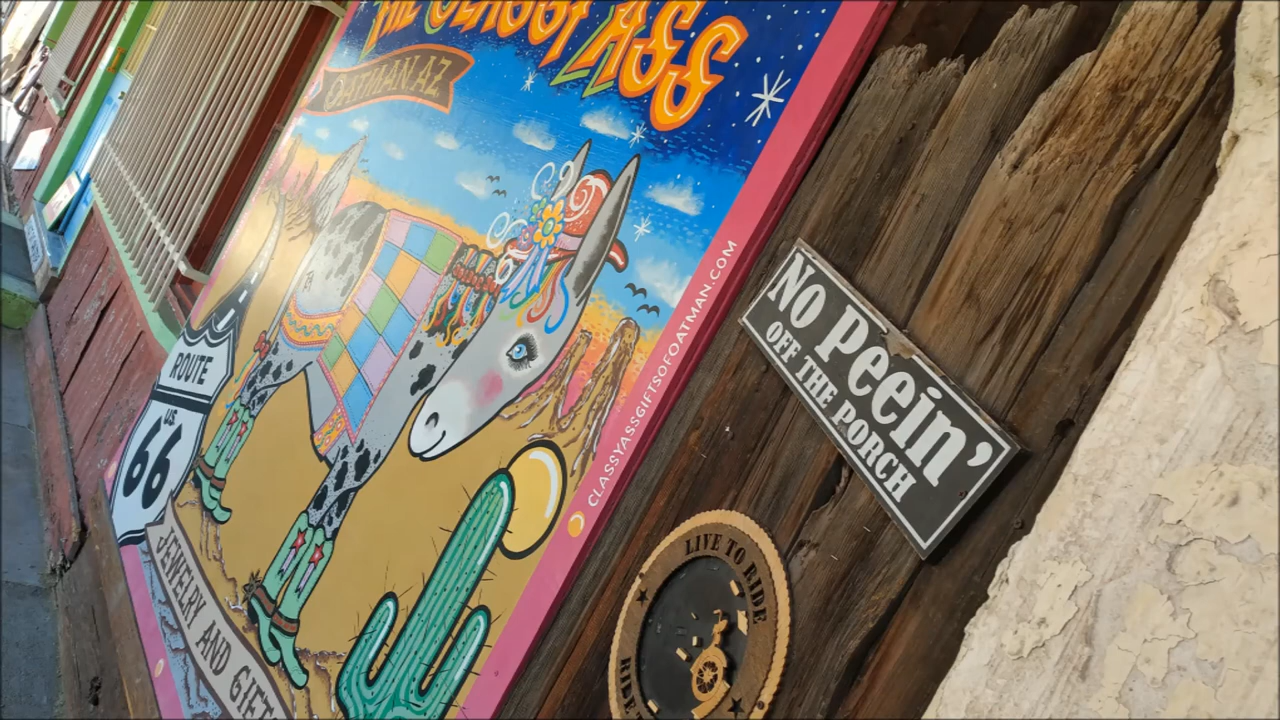 THE CLASSY ASS
OATMAN AZ
ROUTE
US
66
JEWELRY AND GIFTS
CLASSYASSGIFTSOFOATMAN.COM
NO Peein'
OFF THE PORCH
LIVE TO RIDE
RIDE